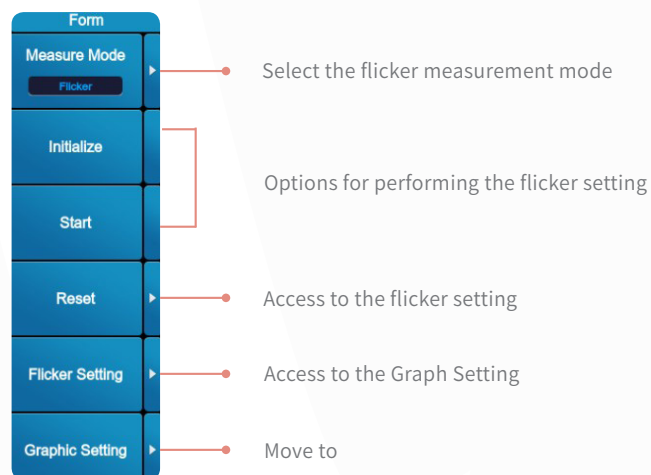 Form
Measure Mode
Flicker
Select the flicker measurement mode
Initialize
Options for performing the flicker setting
Start
Reset
Access to the flicker setting
Flicker Setting
Access to the Graph Setting
Graphic Setting
Move to